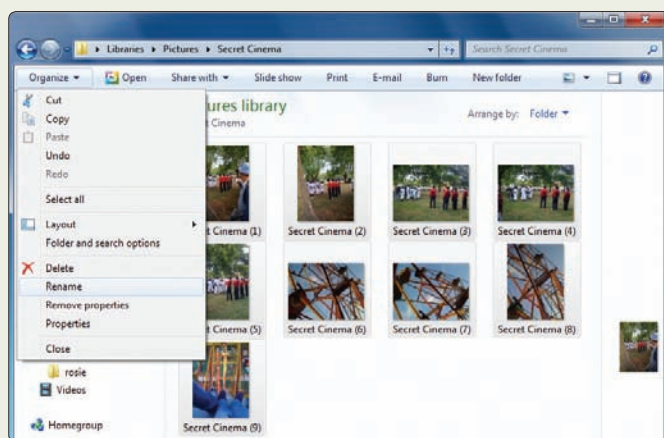 Libraries ▸ Pictures ▸ Secret Cinema
Search Secret Cinema
Organize ▾ Open Share with ▾ Slide show Print E-mail Burn New folder
Cut
Copy
Paste
Undo
Redo
Select all
Layout
Folder and search options
Delete
Rename
Remove properties
Properties
Close
ures library
t Cinema
Arrange by: Folder ▾
t Cinema (1) Secret Cinema (2) Secret Cinema (3) Secret Cinema (4)
t Cinema (5) Secret Cinema (6) Secret Cinema (7) Secret Cinema (8)
Secret Cinema (9)
rosie
Videos
Homegroup